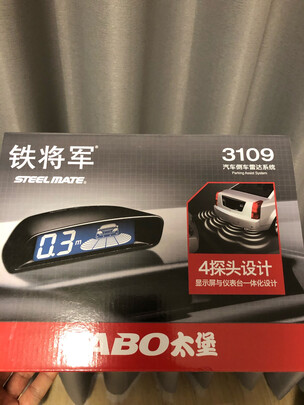 铁将军®
STEELMATE®
3109
汽车倒车雷达系统
Parking Assist System
0.3m
4探头设计
显示屏与仪表台一体化设计
ABO太堡